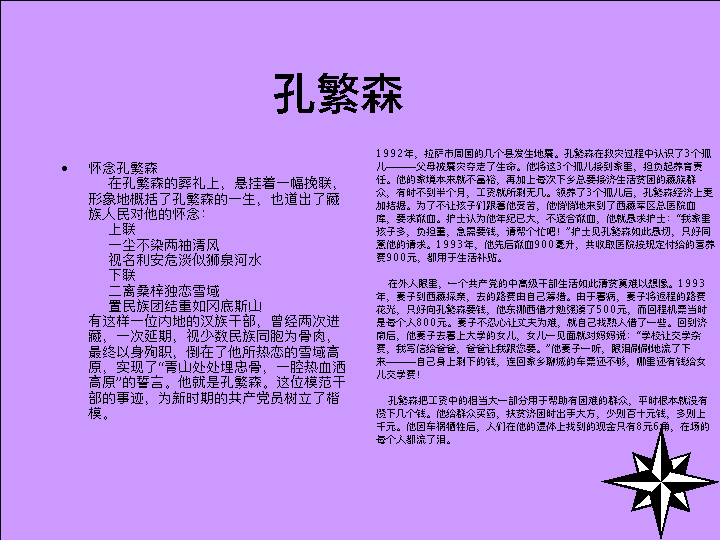 孔繁森
• 怀念孔繁森
在孔繁森的葬礼上，悬挂着一幅挽联，
形象地概括了孔繁森的一生，也道出了藏
族人民对他的怀念：
上联
一尘不染两袖清风
视名利安危淡似狮泉河水
下联
二离桑梓独恋雪域
置民族团结重如冈底斯山
有这样一位内地的汉族干部，曾经两次进
藏，一次延期，视少数民族同胞为骨肉，
最终以身殉职，倒在了他所热恋的雪域高
原，实现了“青山处处埋忠骨，一腔热血洒
高原”的誓言。他就是孔繁森。这位模范干
部的事迹，为新时期的共产党员树立了楷
模。
1992年，拉萨市周围的几个县发生地震。孔繁森在救灾过程中认识了3个孤
儿———父母被震灾夺走了生命。他将这3个孤儿接到家里，担负起养育责
任。他的家境本来就不富裕，再加上每次下乡总要接济生活贫困的藏族群
众，有时不到半个月，工资就所剩无几。领养了3个孤儿后，孔繁森经济上更
加拮据。为了不让孩子们跟着他受苦，他悄悄地来到了西藏军区总医院血
库，要求献血。护士认为他年纪已大，不适合献血，他就恳求护士：“我家里
孩子多，负担重，急需要钱，请帮个忙吧！”护士见孔繁森如此恳切，只好同
意他的请求。1993年，他先后献血900毫升，共收取医院按规定付给的营养
费900元，都用于生活补贴。
在外人眼里，一个共产党的中高级干部生活如此清贫莫难以想像。1993
年，妻子到西藏探亲，去的路费由自己筹措。由于看病，妻子将返程的路费
花光，只好向孔繁森要钱，他东挪西借才勉强凑了500元，而回程机票当时
是每个人800元。妻子不忍心让丈夫为难，就自己找熟人借了一些。回到济
南后，他妻子去看上大学的女儿，女儿一见面就对妈妈说：“学校让交学杂
费，我写信给爸爸，爸爸让我跟您要。”他妻子一听，眼泪刷刷地流了下
来———自己身上剩下的钱，连回家乡聊城的车票还不够，哪里还有钱给女
儿交学费！
孔繁森把工资中的相当大一部分用于帮助有困难的群众，平时根本就没有
攒下几个钱。他给群众买药，扶贫济困时出手大方，少则百十元钱，多则上
千元。他因车祸牺牲后，人们在他的遗体上找到的现金只有8元6角，在场的
每个人都流了泪。